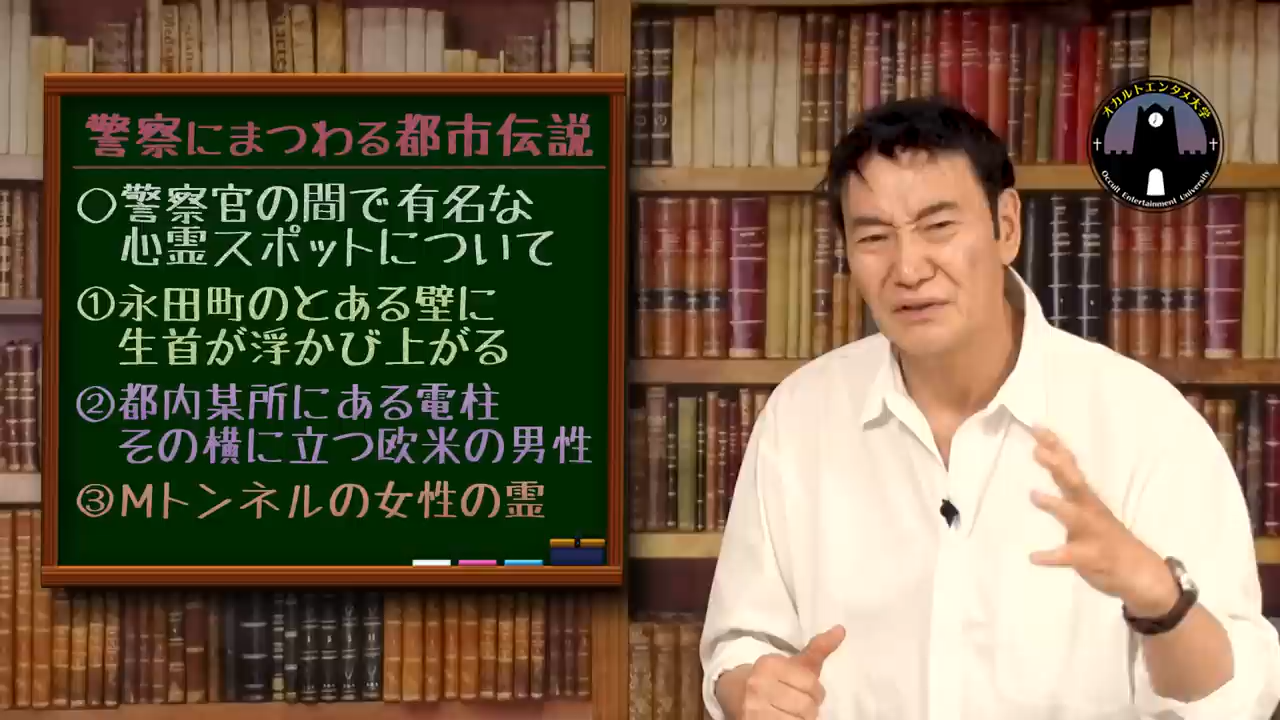 警察にまつわる都市伝説
○警察官の間で有名な
心霊スポットについて
①永田町のとある壁に
生首が浮かび上がる
②都内某所にある電柱
その横に立つ欧米の男性
③Mトンネルの女性の霊
オカルトエンタメ大学
Occult Entertainment University